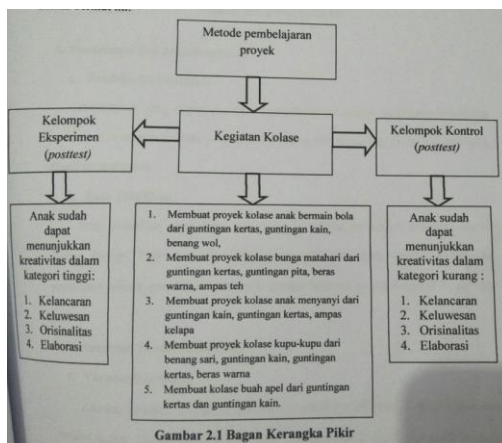 Metode pembelajaran
proyek
Kelompok
Eksperimen
(posttest)
Kegiatan Kolase
Kelompok Kontrol
(posttest)
Anak sudah
dapat
menunjukkan
kreativitas dalam
kategori tinggi:
1. Kelancaran
2. Keluwesan
3. Orisinalitas
4. Elaborasi
1. Membuat proyek kolase anak bermain bola
dari guntingan kertas, guntingan kain,
benang wol,
2. Membuat proyek kolase bunga matahari dari
guntingan kertas, guntingan pita, beras
warna, ampas teh
3. Membuat proyek kolase anak menyanyi dari
guntingan kain, guntingan kertas, ampas
kelapa
4. Membuat proyek kolase kupu-kupu dari
benang sari, guntingan kain, guntingan
kertas, beras warna
5. Membuat kolase buah apel dari guntingan
kertas dan guntingan kain.
Anak sudah
dapat
menunjukkan
kreativitas dalam
kategori kurang :
1. Kelancaran
2. Keluwesan
3. Orisinalitas
4. Elaborasi
Gambar 2.1 Bagan Kerangka Pikir